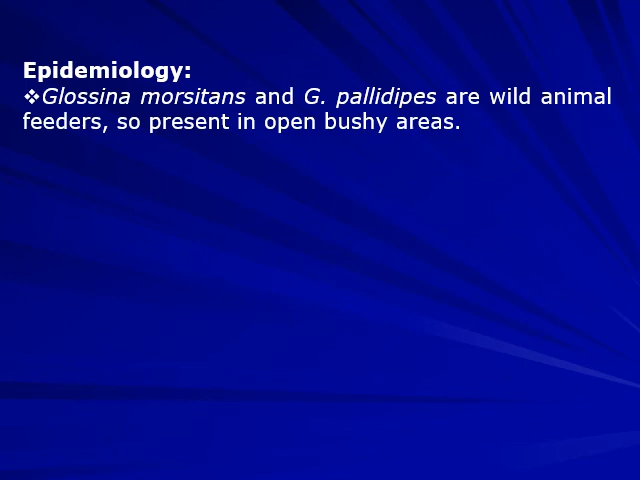 Epidemiology:
❖Glossina morsitans and G. pallidipes are wild animal
feeders, so present in open bushy areas.